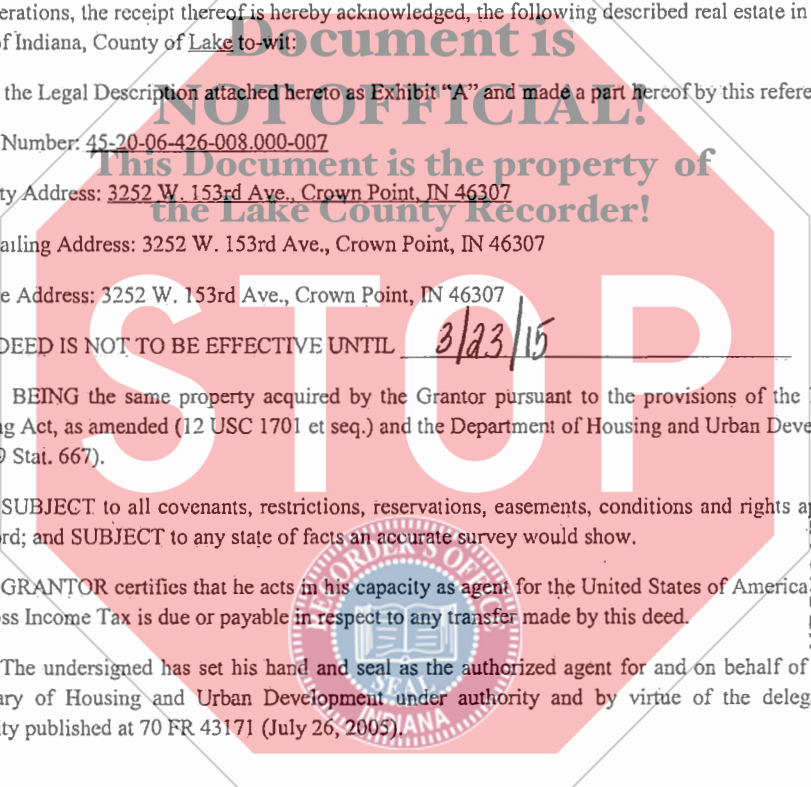 erations, the receipt thereof is hereby acknowledged, the following described real estate in
of Indiana, County of Lake to-wit:
Document is
the Legal Description attached hereto as Exhibit "A" and made a part hereof by this refere
NOT OFFICIAL!
Number: 45-20-06-426-008.000-007
This Document is the property of
ty Address: 3252 W. 153rd Ave., Crown Point, IN 46307
the Lake County Recorder!
ailing Address: 3252 W. 153rd Ave., Crown Point, IN 46307
e Address: 3252 W. 153rd Ave., Crown Point, IN 46307
DEED IS NOT TO BE EFFECTIVE UNTIL 3/23/15
STOP
BEING the same property acquired by the Grantor pursuant to the provisions of the
ng Act, as amended (12 USC 1701 et seq.) and the Department of Housing and Urban Deve
9 Stat. 667).
SUBJECT to all covenants, restrictions, reservations, easements, conditions and rights ap
ord; and SUBJECT to any state of facts an accurate survey would show.
RECORDER'S OFFICE
GRANTOR certifies that he acts in his capacity as agent for the United States of America
ss Income Tax is due or payable in respect to any transfer made by this deed.
The undersigned has set his hand and seal as the authorized agent for and on behalf of
SEAL
ary of Housing and Urban Development under authority and by virtue of the deleg
INDIANA
ity published at 70 FR 43171 (July 26, 2005).